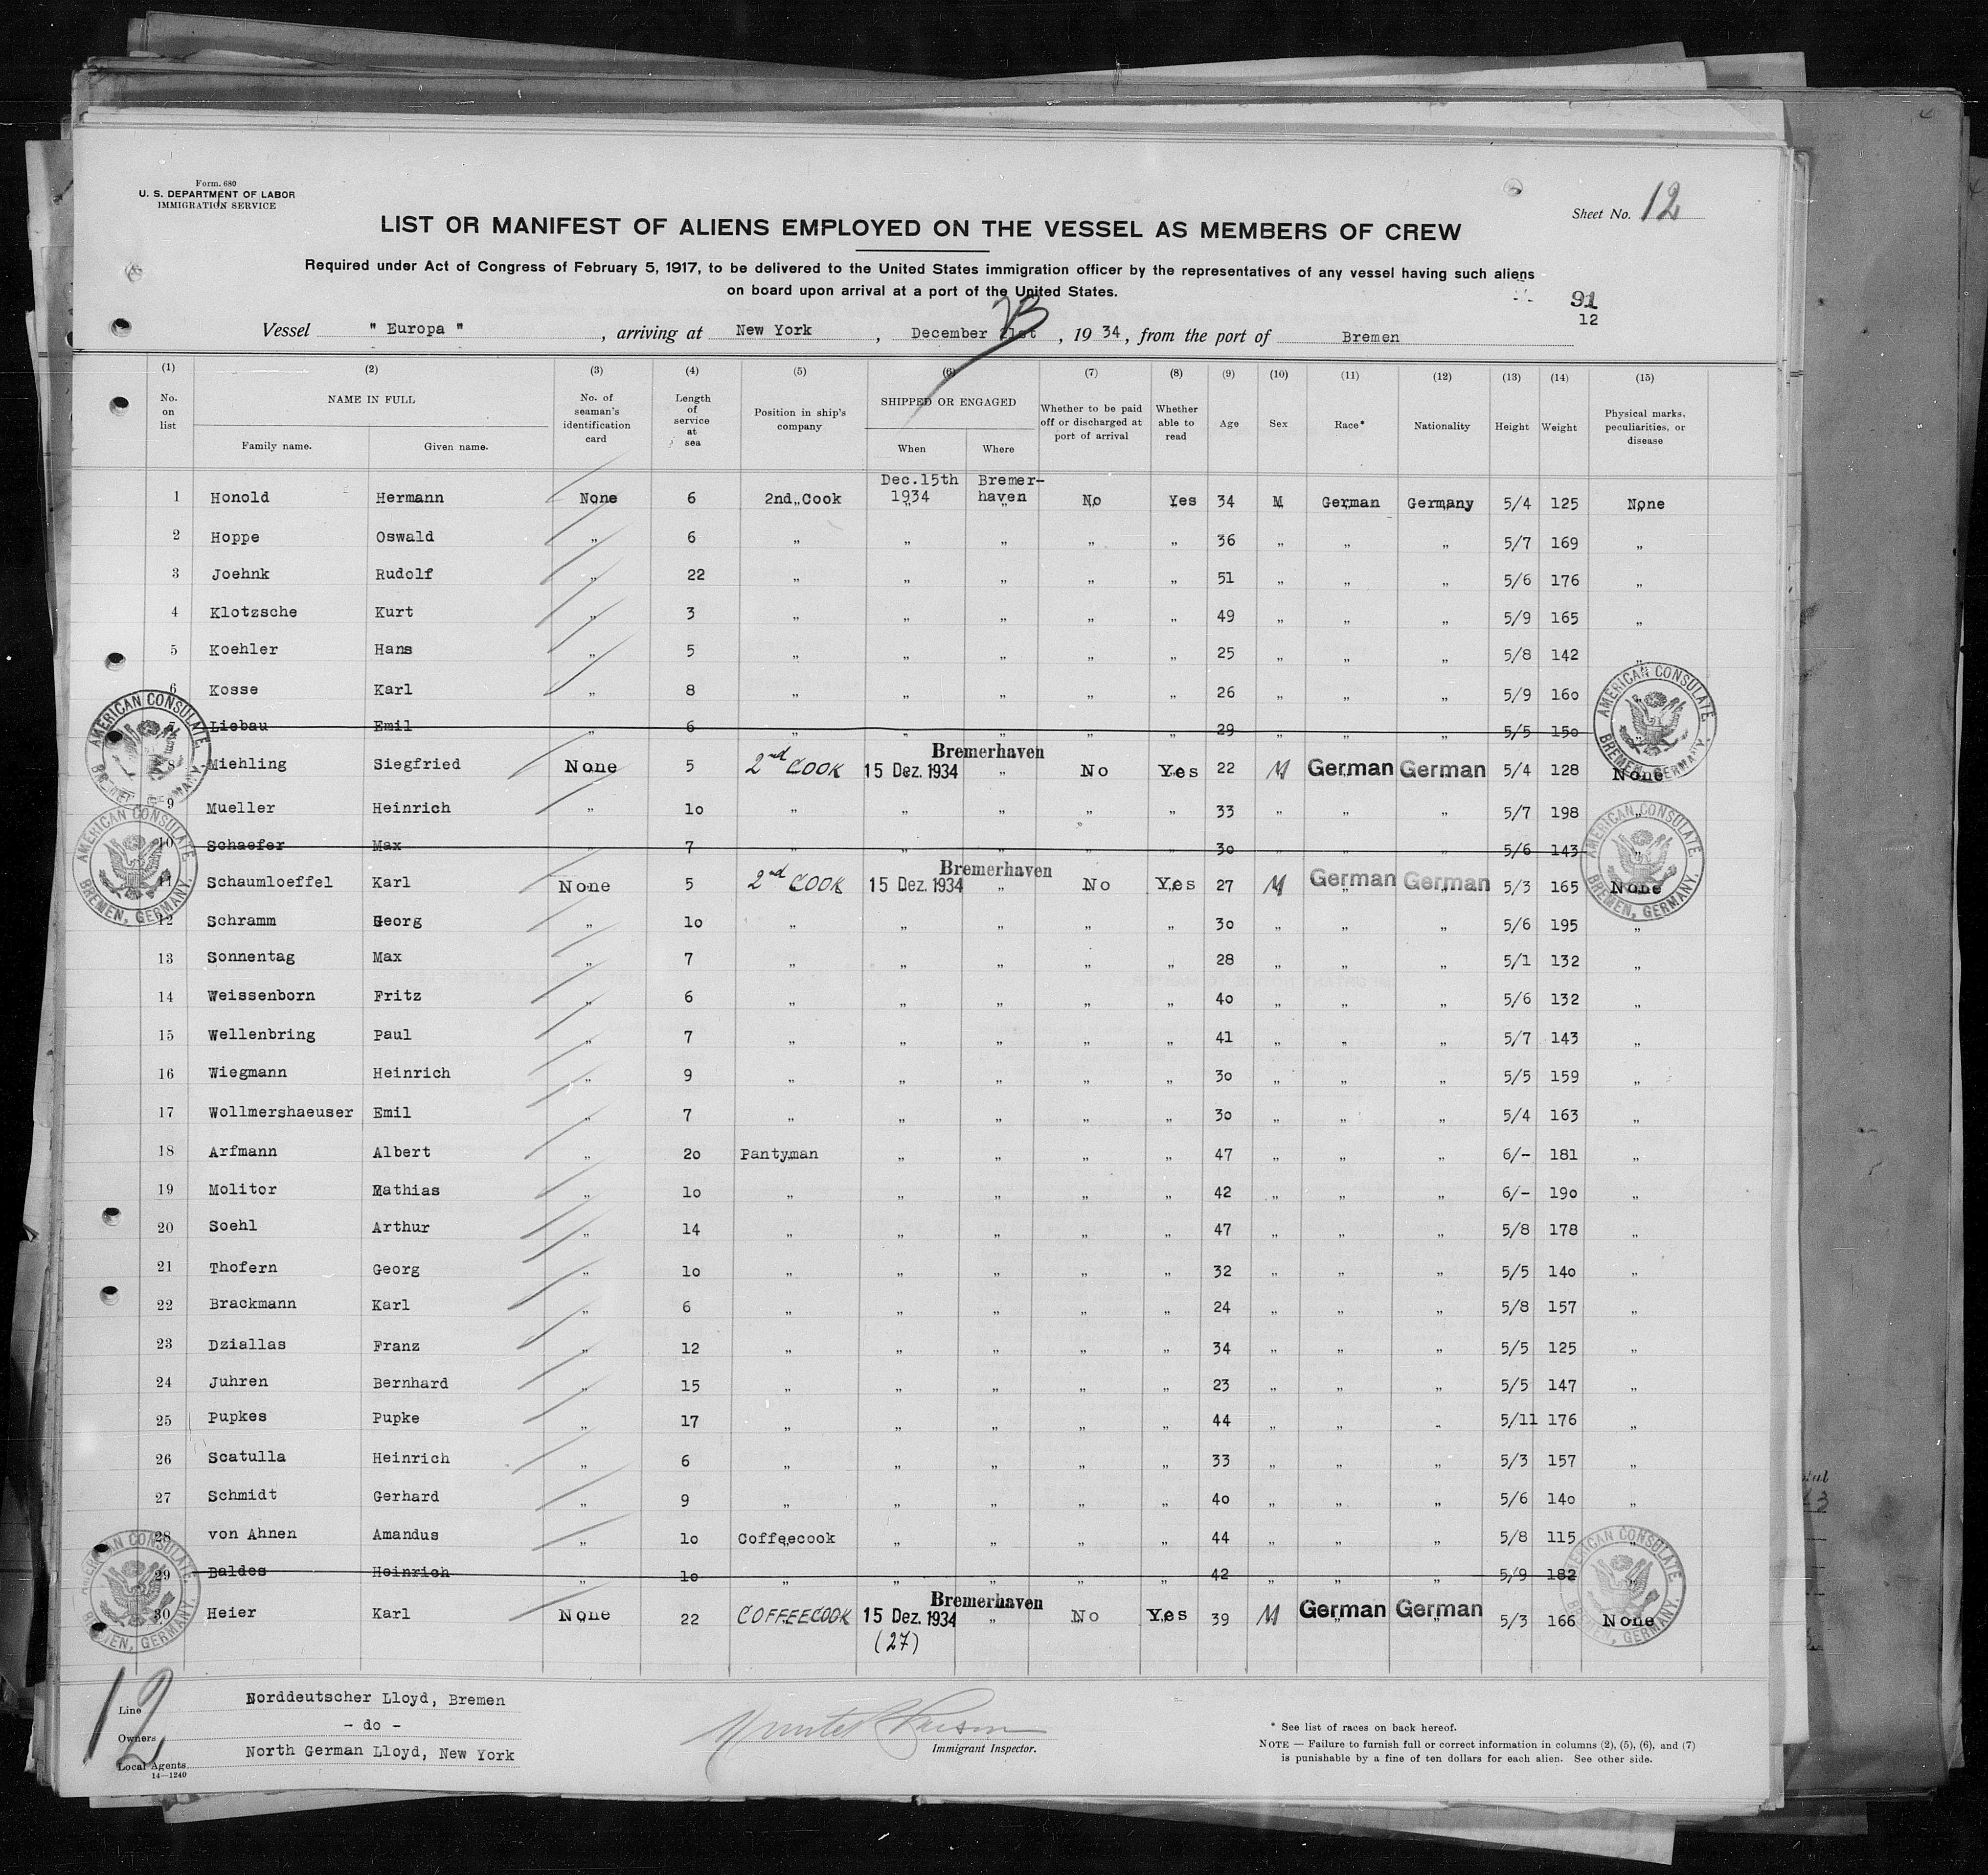 Form 680
U. S. DEPARTMENT OF LABOR
IMMIGRATION SERVICE
Sheet No. 12
LIST OR MANIFEST OF ALIENS EMPLOYED ON THE VESSEL AS MEMBERS OF CREW
Required under Act of Congress of February 5, 1917, to be delivered to the United States immigration officer by the representatives of any vessel having such aliens
on board upon arrival at a port of the United States.
91
12
Vessel " Europa " , arriving at New York , December 21st , 19 34 , from the port of Bremen
(1) (2) (3) (4) (5) (6) (7) (8) (9) (10) (11) (12) (13) (14) (15)
No. on list NAME IN FULL Family name. Given name. No. of seaman's identification card Length of service at sea Position in ship's company SHIPPED OR ENGAGED When Where Whether to be paid off or discharged at port of arrival Whether able to read Age Sex Race* Nationality Height Weight Physical marks, peculiarities, or disease
1 Honold Hermann None 6 2nd Cook Dec.15th 1934 Bremer-haven No Yes 34 M German Germany 5/4 125 None
2 Hoppe Oswald „ 6 „ „ „ „ „ 36 „ „ „ 5/7 169 „
3 Joehnk Rudolf „ 22 „ „ „ „ „ 51 „ „ „ 5/6 176 „
4 Klotzsche Kurt „ 3 „ „ „ „ „ 49 „ „ „ 5/9 165 „
5 Koehler Hans „ 5 „ „ „ „ „ 25 „ „ „ 5/8 142 „
6 Kosse Karl „ 8 „ „ „ „ „ 26 „ „ „ 5/9 160 „
7 Liebau Emil „ 6 „ „ „ „ „ 29 „ „ „ 5/5 150 „
8 Miehling Siegfried None 5 2nd COOK 15 Dez. 1934 Bremerhaven „ No Yes 22 M German German 5/4 128 None
9 Mueller Heinrich „ 10 „ „ „ „ „ 33 „ „ „ 5/7 198 „
10 Schaefer Max „ 7 „ „ „ „ „ 30 „ „ „ 5/6 143 „
11 Schaumloeffel Karl None 5 2nd COOK 15 Dez. 1934 Bremerhaven „ No Yes 27 M German German 5/3 165 None
12 Schramm Georg „ 10 „ „ „ „ „ 30 „ „ „ 5/6 195 „
13 Sonnentag Max „ 7 „ „ „ „ „ 28 „ „ „ 5/1 132 „
14 Weissenborn Fritz „ 6 „ „ „ „ „ 40 „ „ „ 5/6 132 „
15 Wellenbring Paul „ 7 „ „ „ „ „ 41 „ „ „ 5/7 143 „
16 Wiegmann Heinrich „ 9 „ „ „ „ „ 30 „ „ „ 5/5 159 „
17 Wollmershaeuser Emil „ 7 „ „ „ „ „ 30 „ „ „ 5/4 163 „
18 Arfmann Albert „ 20 Pantyman „ „ „ „ 47 „ „ „ 6/- 181 „
19 Molitor Mathias „ 10 „ „ „ „ „ 42 „ „ „ 6/- 190 „
20 Soehl Arthur „ 14 „ „ „ „ „ 47 „ „ „ 5/8 178 „
21 Thofern Georg „ 10 „ „ „ „ „ 32 „ „ „ 5/5 140 „
22 Brackmann Karl „ 6 „ „ „ „ „ 24 „ „ „ 5/8 157 „
23 Dziallas Franz „ 12 „ „ „ „ „ 34 „ „ „ 5/5 125 „
24 Juhren Bernhard „ 15 „ „ „ „ „ 23 „ „ „ 5/5 147 „
25 Pupkes Pupke „ 17 „ „ „ „ „ 44 „ „ „ 5/11 176 „
26 Scatulla Heinrich „ 6 „ „ „ „ „ 33 „ „ „ 5/3 157 „
27 Schmidt Gerhard „ 9 „ „ „ „ „ 40 „ „ „ 5/6 140 „
28 von Ahnen Amandus „ 10 Coffeecook „ „ „ „ 44 „ „ „ 5/8 115 „
29 Baldes Heinrich „ 10 „ „ „ „ „ 42 „ „ „ 5/9 182 „
30 Heier Karl None 22 COFFEECOOK 15 Dez. 1934 Bremerhaven „ No Yes 39 M German German 5/3 166 None
(27)
AMERICAN CONSULATE. BREMEN, GERMANY.
AMERICAN CONSULATE. BREMEN, GERMANY.
AMERICAN CONSULATE. BREMEN, GERMANY.
AMERICAN CONSULATE. BREMEN, GERMANY.
AMERICAN CONSULATE. BREMEN, GERMANY.
AMERICAN CONSULATE. BREMEN, GERMANY.
12
Line Norddeutscher Lloyd, Bremen
Owners - do -
Local Agents North German Lloyd, New York
14—1240
Immigrant Inspector.
* See list of races on back hereof.
NOTE — Failure to furnish full or correct information in columns (2), (5), (6), and (7)
is punishable by a fine of ten dollars for each alien. See other side.